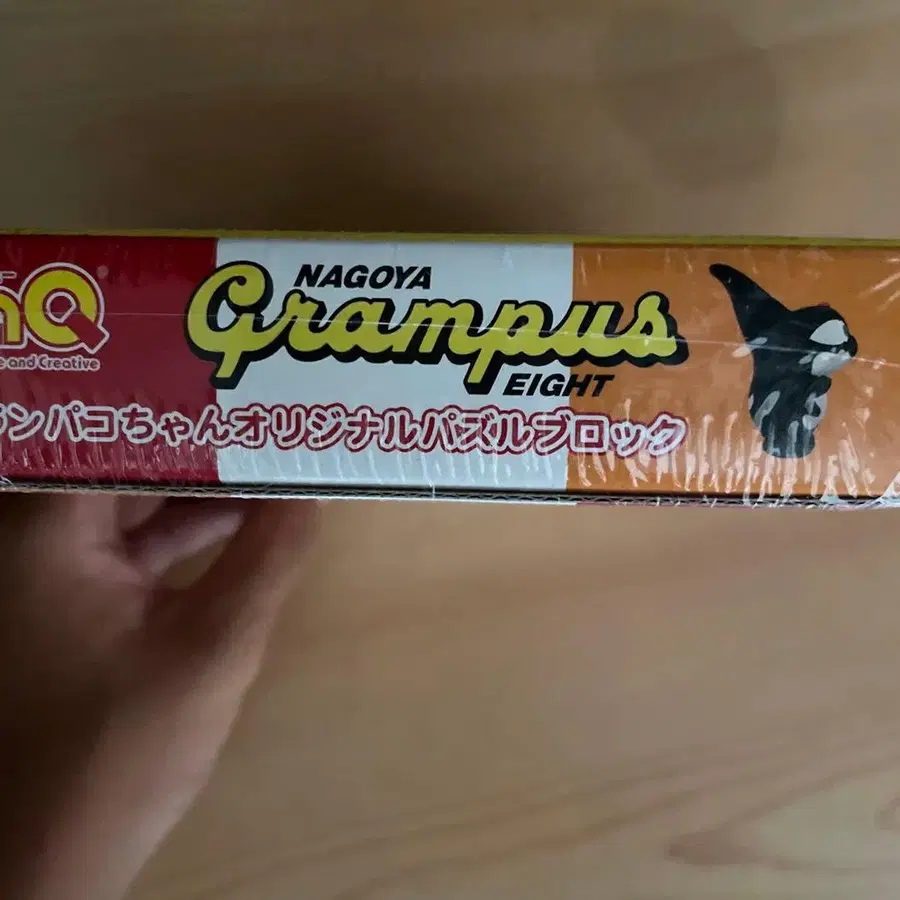 NAGOYA
Grampus
EIGHT
Q
and Creative
ンパコちゃんオリジナルパズルブロック